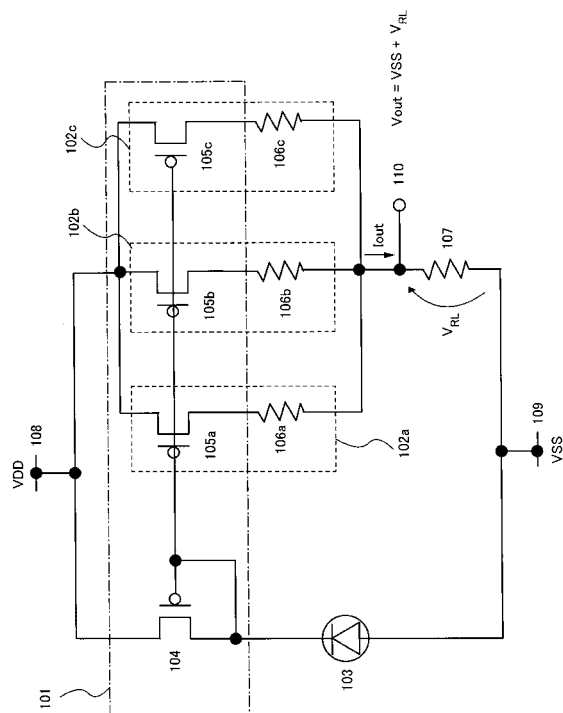 101
VDD
108
102b
102c
104
105a
105b
105c
106a
106b
106c
102a
103
Iout
110
Vout = VSS + VRL
VRL
107
VSS
109